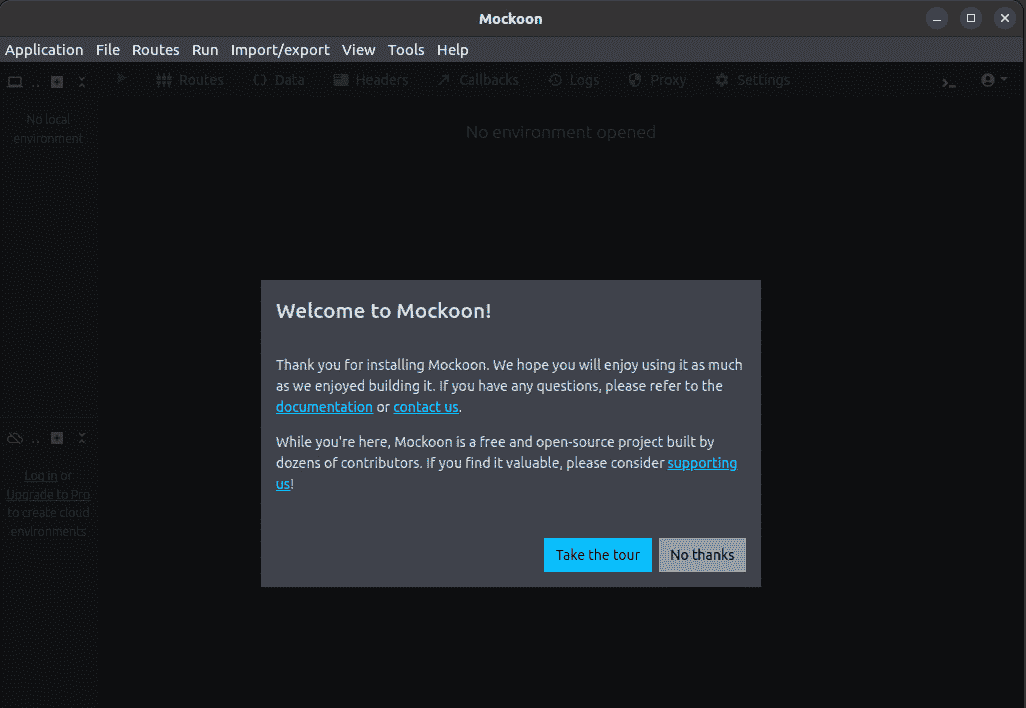 Mockoon
Application File Routes Run Import/export View Tools Help
Routes Data Headers Callbacks Logs Proxy Settings
No local
environment
No environment opened
Welcome to Mockoon!
Thank you for installing Mockoon. We hope you will enjoy using it as much
as we enjoyed building it. If you have any questions, please refer to the
documentation or contact us.
While you're here, Mockoon is a free and open-source project built by
dozens of contributors. If you find it valuable, please consider supporting
us!
Take the tour No thanks
Log in or
Upgrade to Pro
to create cloud
environments